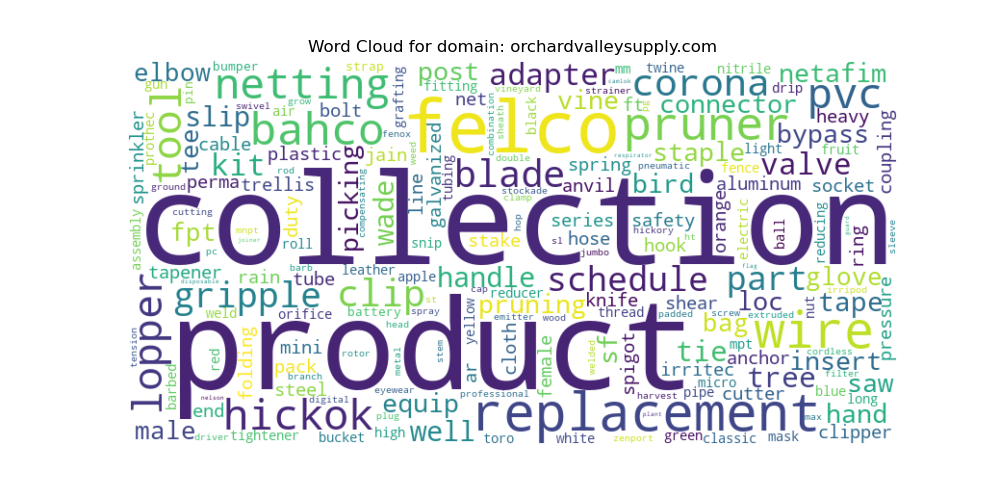 Word Cloud for domain: orchardvalleysupply.com
elbow bumper strap post adapter mm twine nitrile netafim
gun netting fitting strainer corona camlok drip pvc
tool pin swivel air grow grafting net vineyard vine ft connector heavy
slip bolt felco black pruner bypass
sprinkler prothec tee cable bahco fenox galvanized combination sheath staple light fruit coupling
kit plastic jain weed double respirator
perma trellis rod picking compensating wade line tubing blade spring pneumatic fence valve
ground stockade anvil bird aluminum socket
cutting duty clamp hickory orange electric
collection
fpt mnpt joiner roll snip stake hop series sl hose safety hook ht ball reducing guard ring sleeve
assembly pc jumbo flag
tapener rain barb tube leather apple handle schedule part glove irripod
disposable gripple clip st cap reducer knife loc tape pressure
lopper weld orifice battery spray pruning thread shear nut
product
head yellow emitter wood padded bag screw extruded wire
tension mini rotor cloth sf tie mpt cordless
barbed red folding pack metal stem ar female welded spigot irritec anchor insert
steel branch micro tree filter saw
nelson digital eyewear professional harvest pipe cutter blue long
end hickok equip plug replacement plant max hand
male driver tightener bucket high well toro white zenport green classic mask clipper